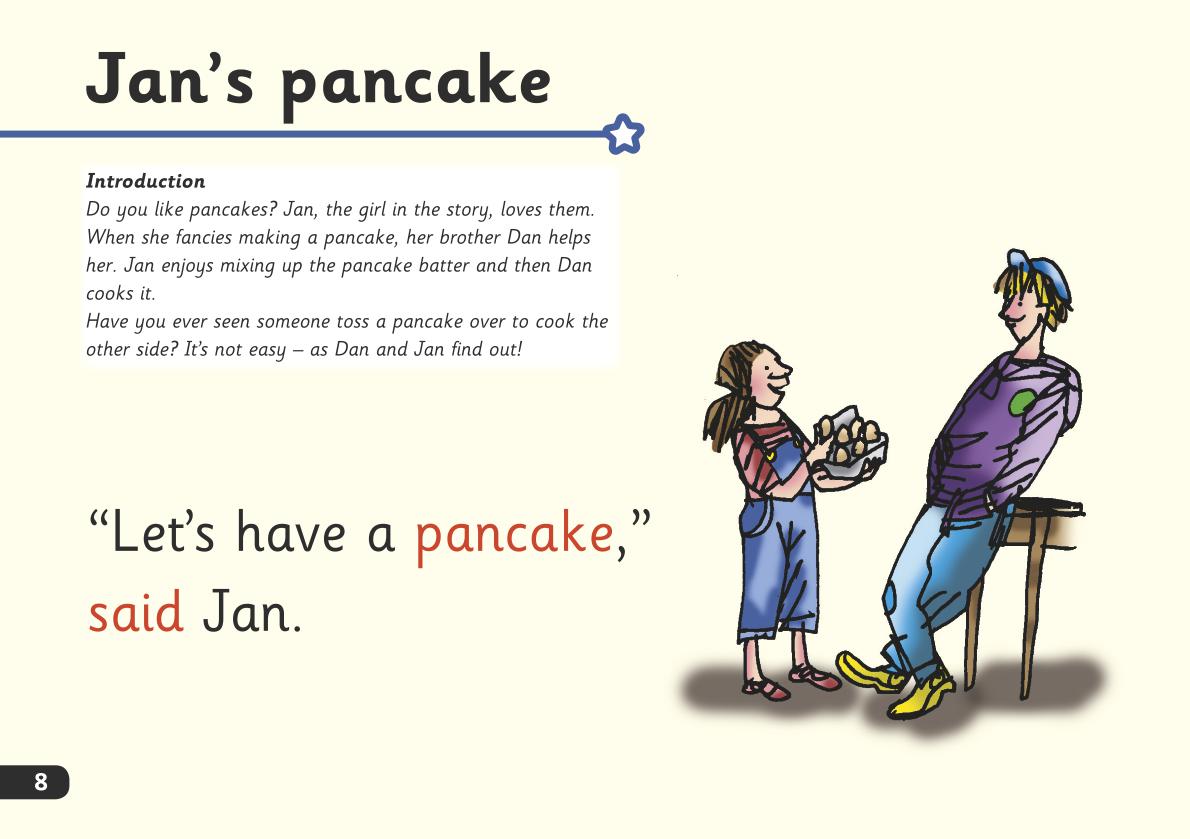 Jan’s pancake
Introduction
Do you like pancakes? Jan, the girl in the story, loves them.
When she fancies making a pancake, her brother Dan helps
her. Jan enjoys mixing up the pancake batter and then Dan
cooks it.
Have you ever seen someone toss a pancake over to cook the
other side? It’s not easy – as Dan and Jan find out!
“Let’s have a pancake,”
said Jan.
8